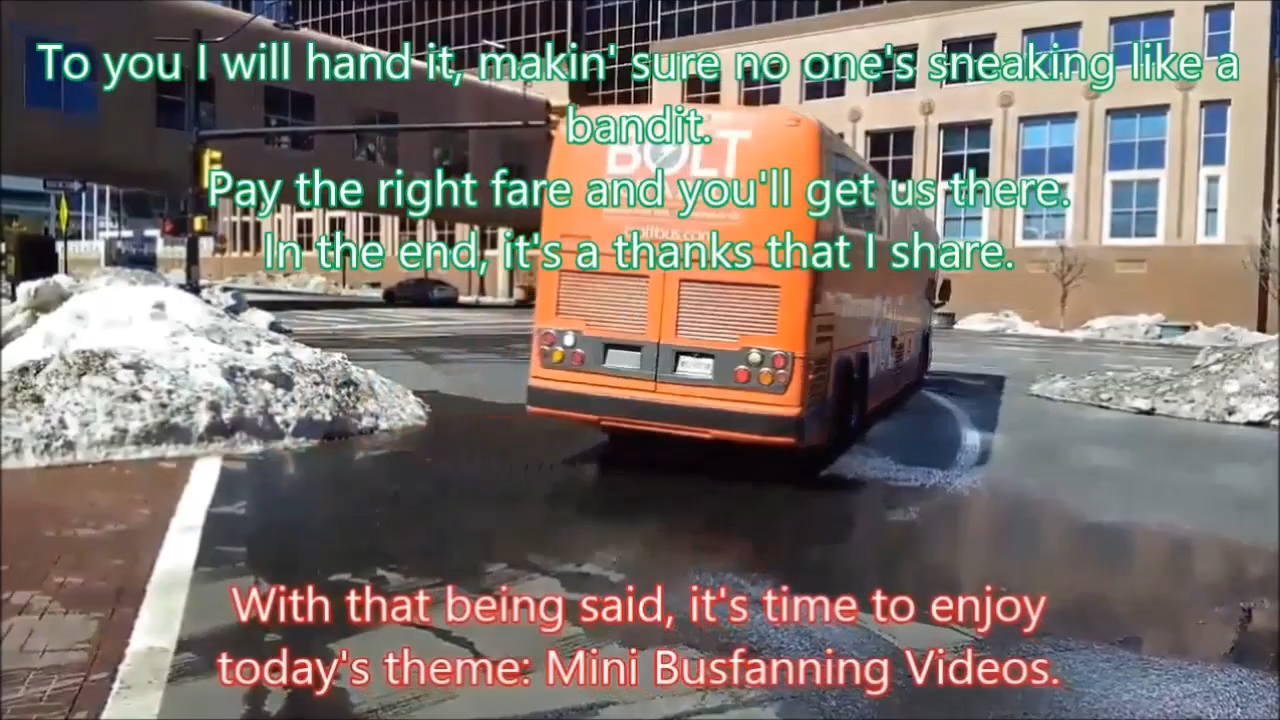 To you I will hand it, makin' sure no one's sneaking like a
bandit.
BOLT
Pay the right fare and you'll get us there.
boltbus.com
In the end, it's a thanks that I share.
With that being said, it's time to enjoy
today's theme: Mini Busfanning Videos.